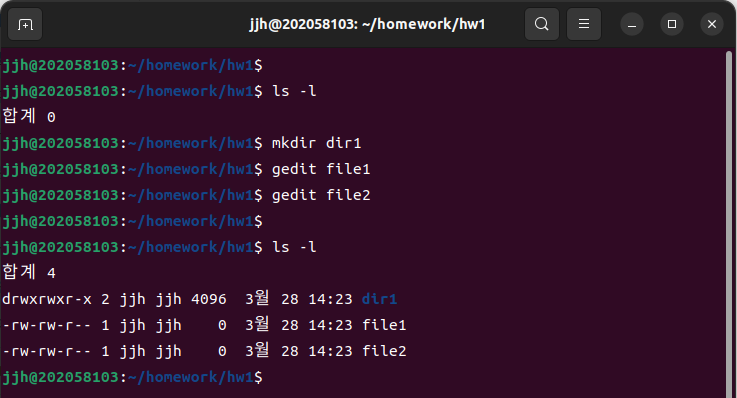 jjh@202058103: ~/homework/hw1
jjh@202058103:~/homework/hw1$
jjh@202058103:~/homework/hw1$ ls -l
합계 0
jjh@202058103:~/homework/hw1$ mkdir dir1
jjh@202058103:~/homework/hw1$ gedit file1
jjh@202058103:~/homework/hw1$ gedit file2
jjh@202058103:~/homework/hw1$
jjh@202058103:~/homework/hw1$ ls -l
합계 4
drwxrwxr-x 2 jjh jjh 4096  3월 28 14:23 dir1
-rw-rw-r-- 1 jjh jjh    0  3월 28 14:23 file1
-rw-rw-r-- 1 jjh jjh    0  3월 28 14:23 file2
jjh@202058103:~/homework/hw1$